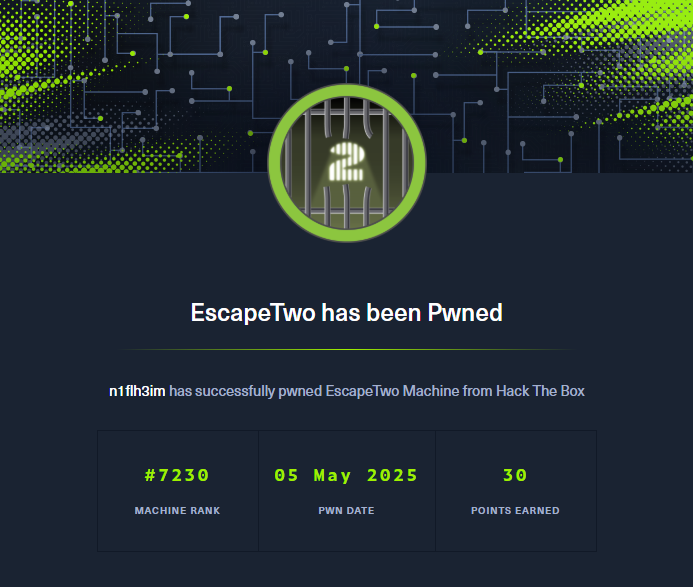 2
EscapeTwo has been Pwned
n1flh3im has successfully pwned EscapeTwo Machine from Hack The Box
#7230
05 May 2025
30
MACHINE RANK
PWN DATE
POINTS EARNED